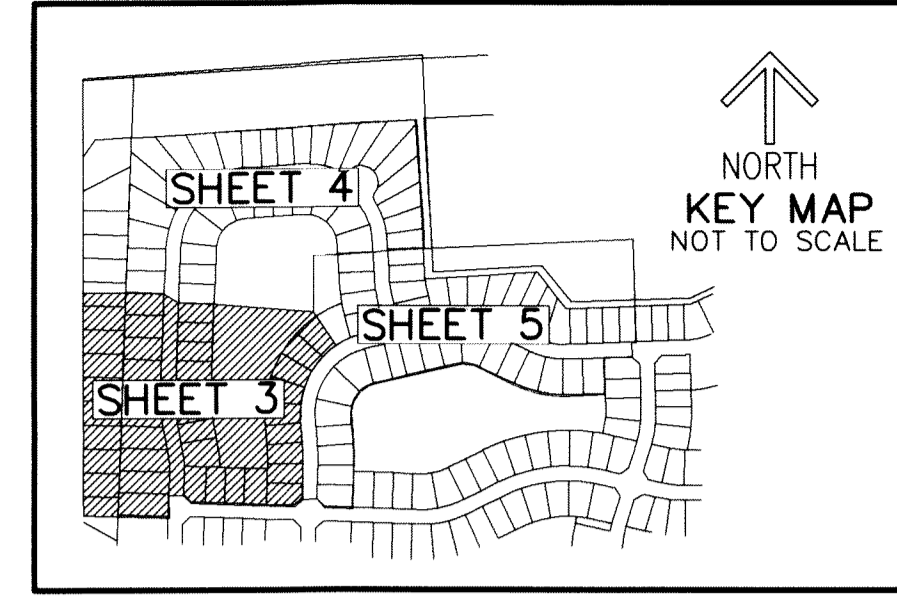 SHEET 4
NORTH
KEY MAP
NOT TO SCALE
SHEET 5
SHEET 3